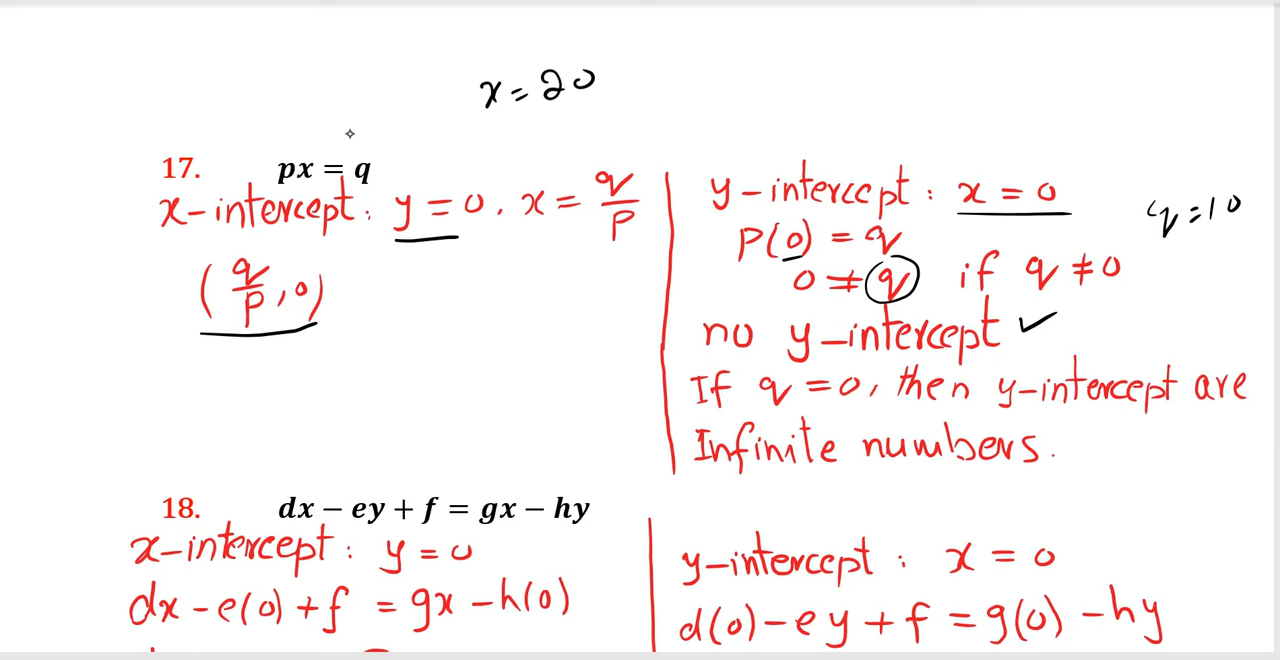 x = 20
17. px = q
x-intercept: y = 0, x = q/p
(q/p, 0)
y-intercept: x = 0
P(0) = q
0 ≠ q if q ≠ 0
no y-intercept ✓
If q = 0, then y-intercept are
Infinite numbers.
q = 10
18. dx − ey + f = gx − hy
x-intercept: y = 0
dx - e(0) + f = gx - h(0)
y-intercept: x = 0
d(0) - ey + f = g(0) - hy